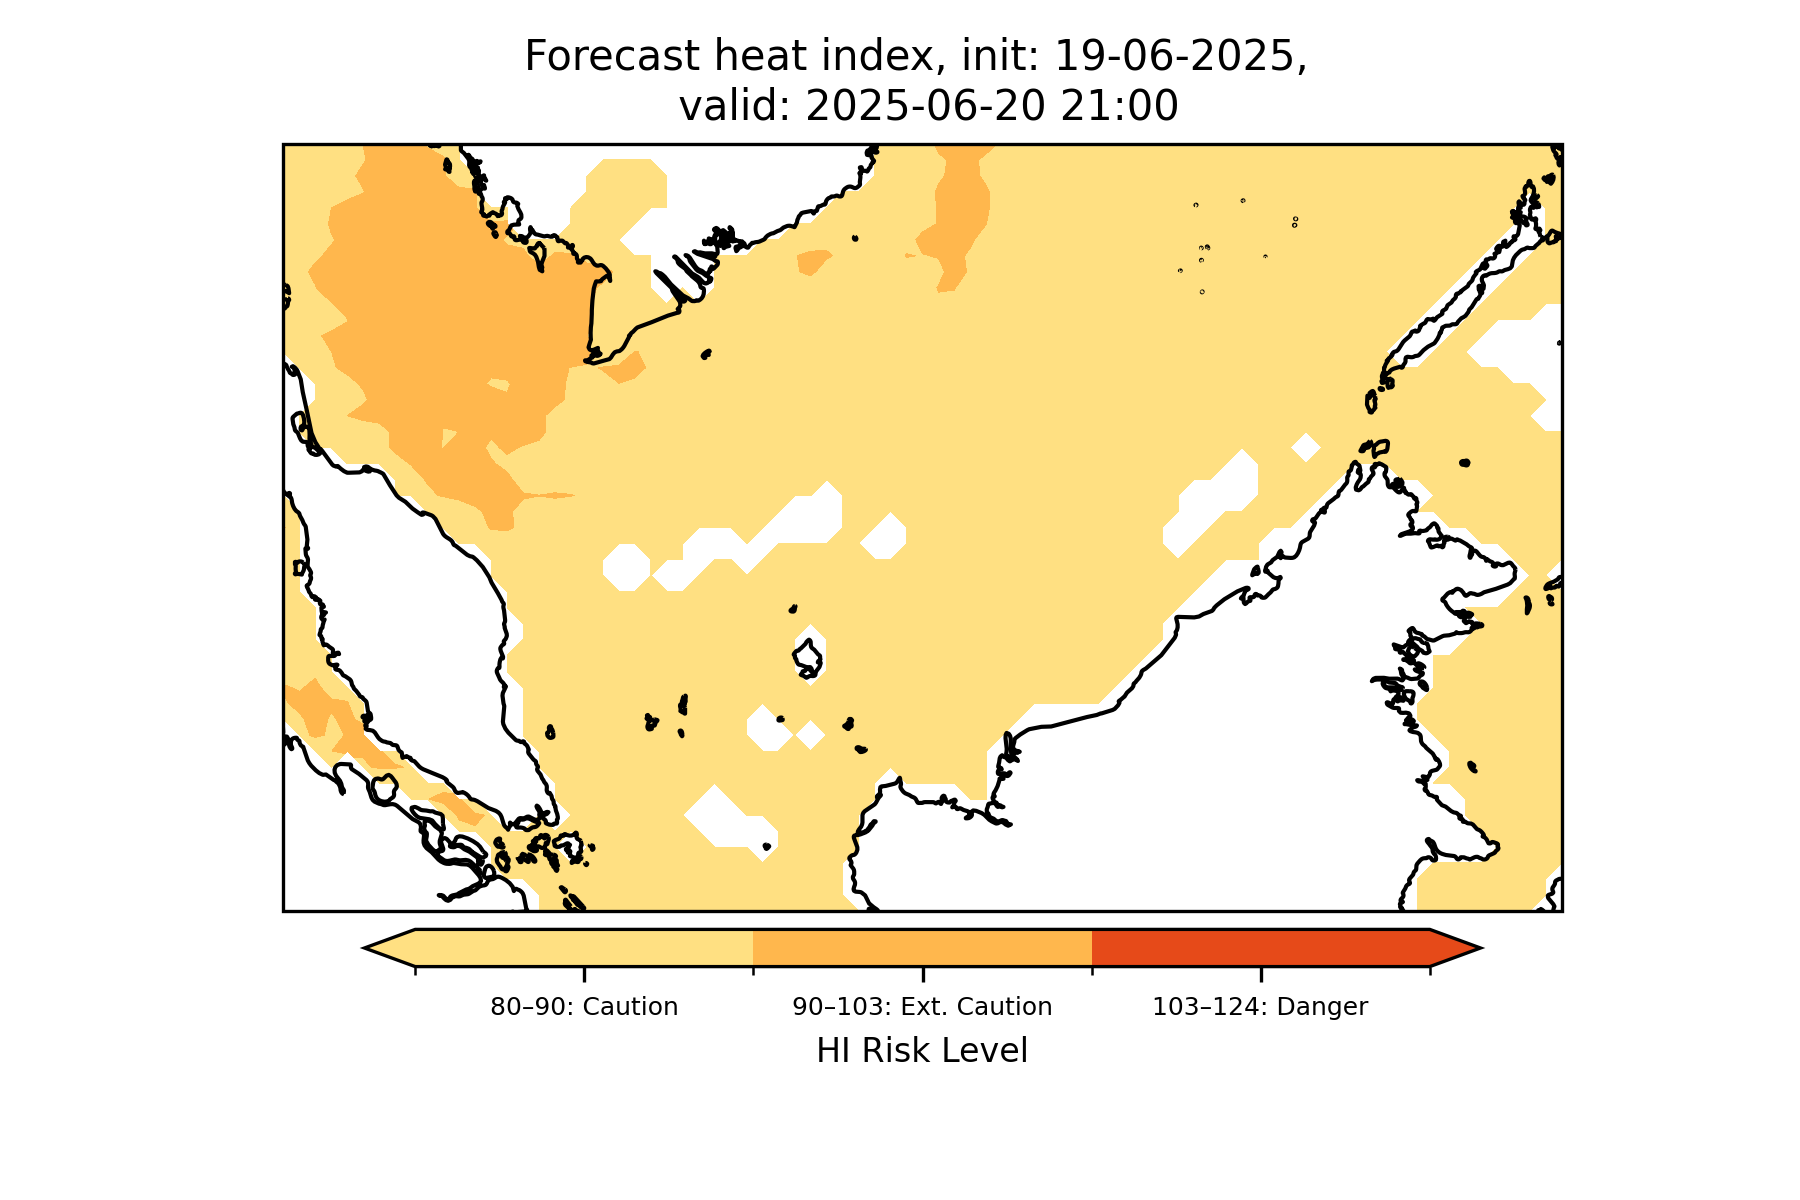 Forecast heat index, init: 19-06-2025,
valid: 2025-06-20 21:00
80–90: Caution
90–103: Ext. Caution
103–124: Danger
HI Risk Level